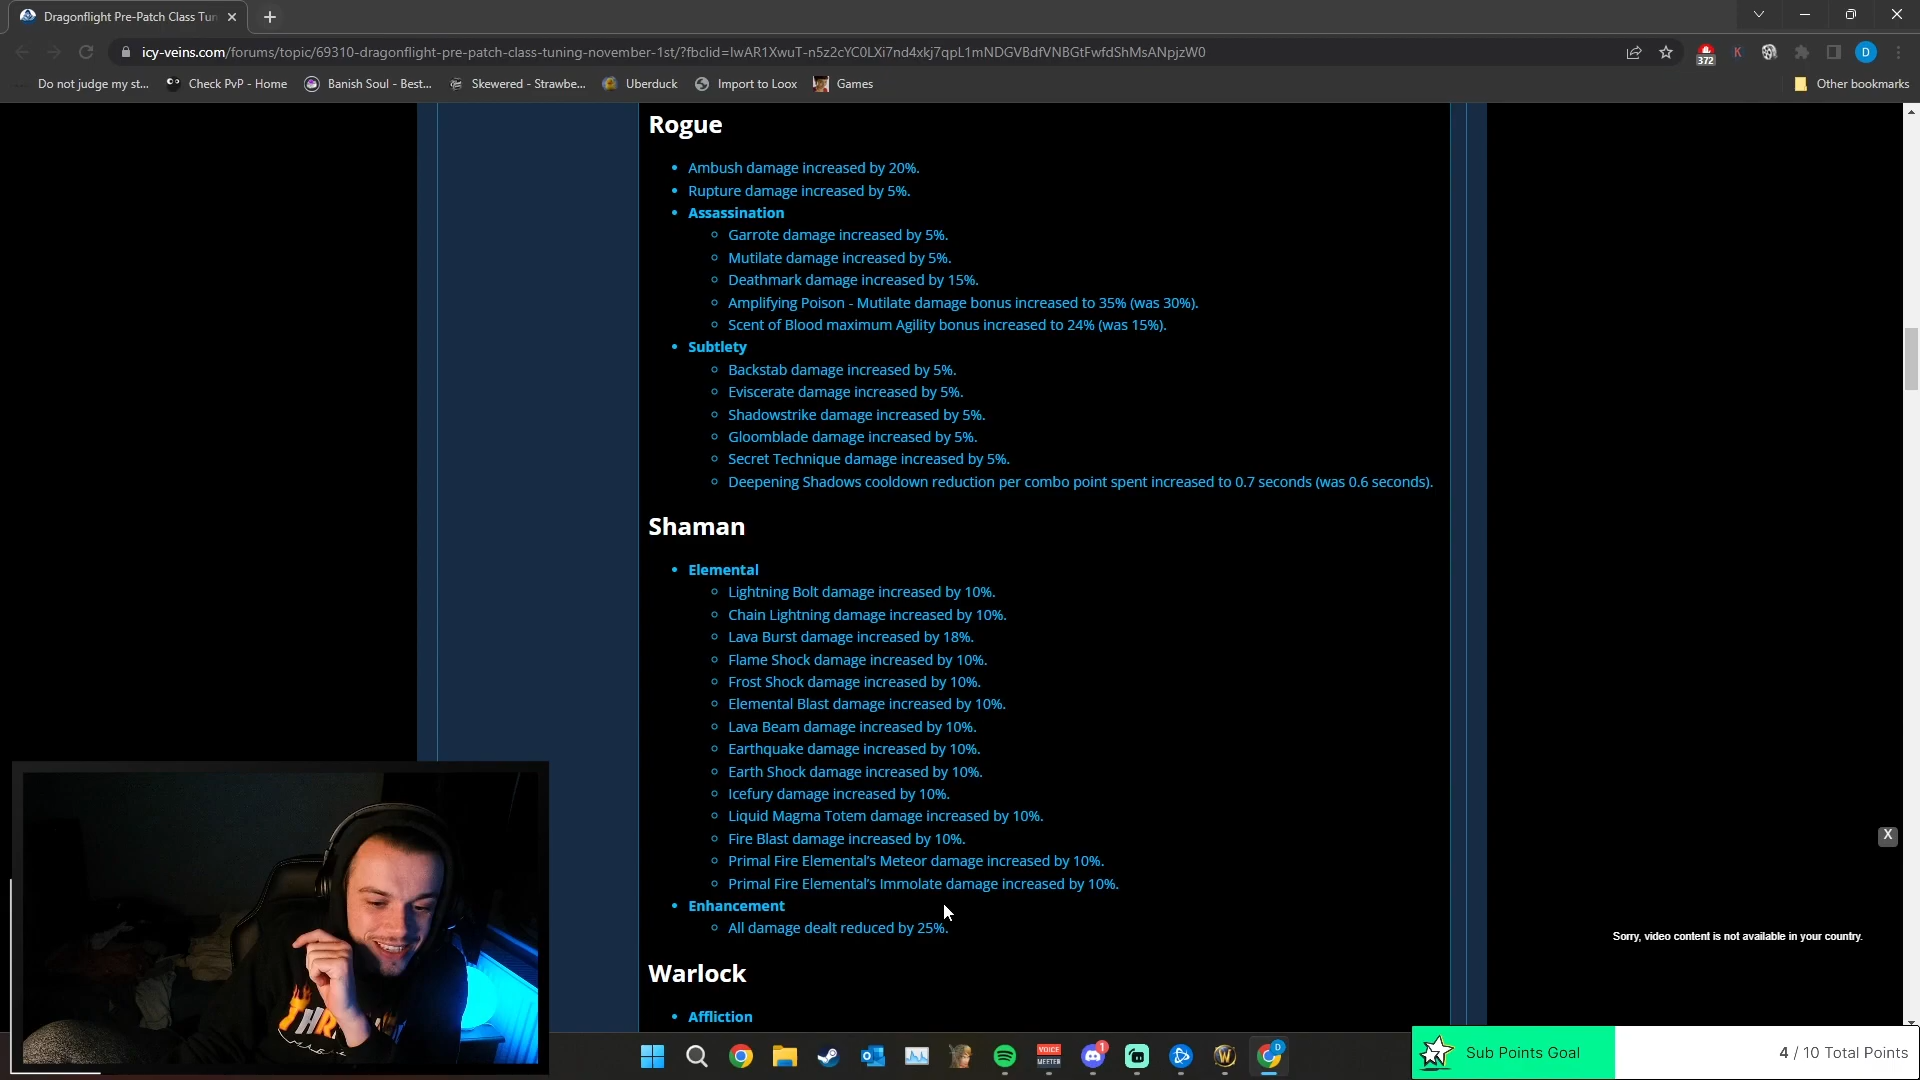 Dragonflight Pre-Patch Class Tun
icy-veins.com/forums/topic/69310-dragonflight-pre-patch-class-tuning-november-1st/?fbclid=IwAR1XwuT-n5z2cYC0LXi7nd4xkj7qpL1mNDGVBdfVNBGtFwfdShMsANpjzW0
372
K
D
Do not judge my st...
Check PvP - Home
Banish Soul - Best...
Skewered - Strawbe...
Uberduck
Import to Loox
Games
Other bookmarks
Rogue
Ambush damage increased by 20%.
Rupture damage increased by 5%.
Assassination
Garrote damage increased by 5%.
Mutilate damage increased by 5%.
Deathmark damage increased by 15%.
Amplifying Poison - Mutilate damage bonus increased to 35% (was 30%).
Scent of Blood maximum Agility bonus increased to 24% (was 15%).
Subtlety
Backstab damage increased by 5%.
Eviscerate damage increased by 5%.
Shadowstrike damage increased by 5%.
Gloomblade damage increased by 5%.
Secret Technique damage increased by 5%.
Deepening Shadows cooldown reduction per combo point spent increased to 0.7 seconds (was 0.6 seconds).
Shaman
Elemental
Lightning Bolt damage increased by 10%.
Chain Lightning damage increased by 10%.
Lava Burst damage increased by 18%.
Flame Shock damage increased by 10%.
Frost Shock damage increased by 10%.
Elemental Blast damage increased by 10%.
Lava Beam damage increased by 10%.
Earthquake damage increased by 10%.
Earth Shock damage increased by 10%.
Icefury damage increased by 10%.
Liquid Magma Totem damage increased by 10%.
Fire Blast damage increased by 10%.
Primal Fire Elemental's Meteor damage increased by 10%.
Primal Fire Elemental's Immolate damage increased by 10%.
Enhancement
All damage dealt reduced by 25%.
Warlock
Affliction
X
Sorry, video content is not available in your country.
VOICE
MEETER
1
D
Sub Points Goal
4 / 10 Total Points